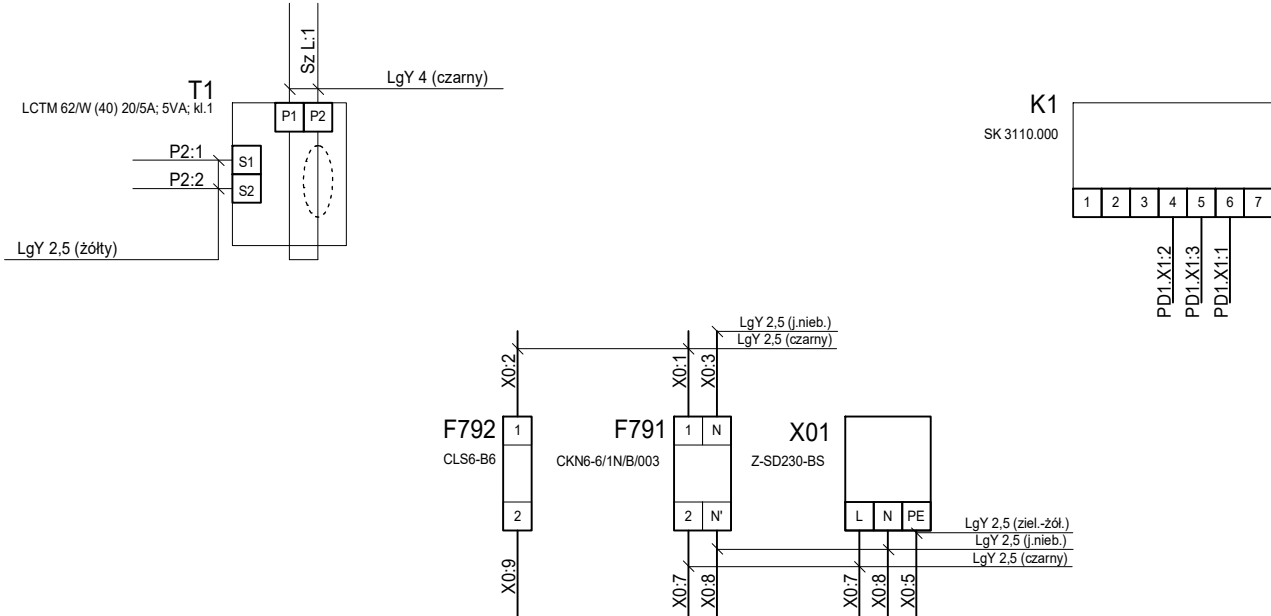 Sz L:1
LgY 4 (czarny)
T1
LCTM 62/W (40) 20/5A; 5VA; kl.1
P1 P2
P2:1
S1
P2:2
S2
LgY 2,5 (żółty)
K1
SK 3110.000
1 2 3 4 5 6 7
PD1.X1:2
PD1.X1:3
PD1.X1:1
LgY 2,5 (j.nieb.)
LgY 2,5 (czarny)
X0:2
X0:1
X0:3
F792
1
CLS6-B6
2
F791
1 N
CKN6-6/1N/B/003
2 N'
X01
Z-SD230-BS
L N PE
LgY 2,5 (ziel.-żół.)
LgY 2,5 (j.nieb.)
LgY 2,5 (czarny)
X0:9
X0:7
X0:8
X0:7
X0:8
X0:5